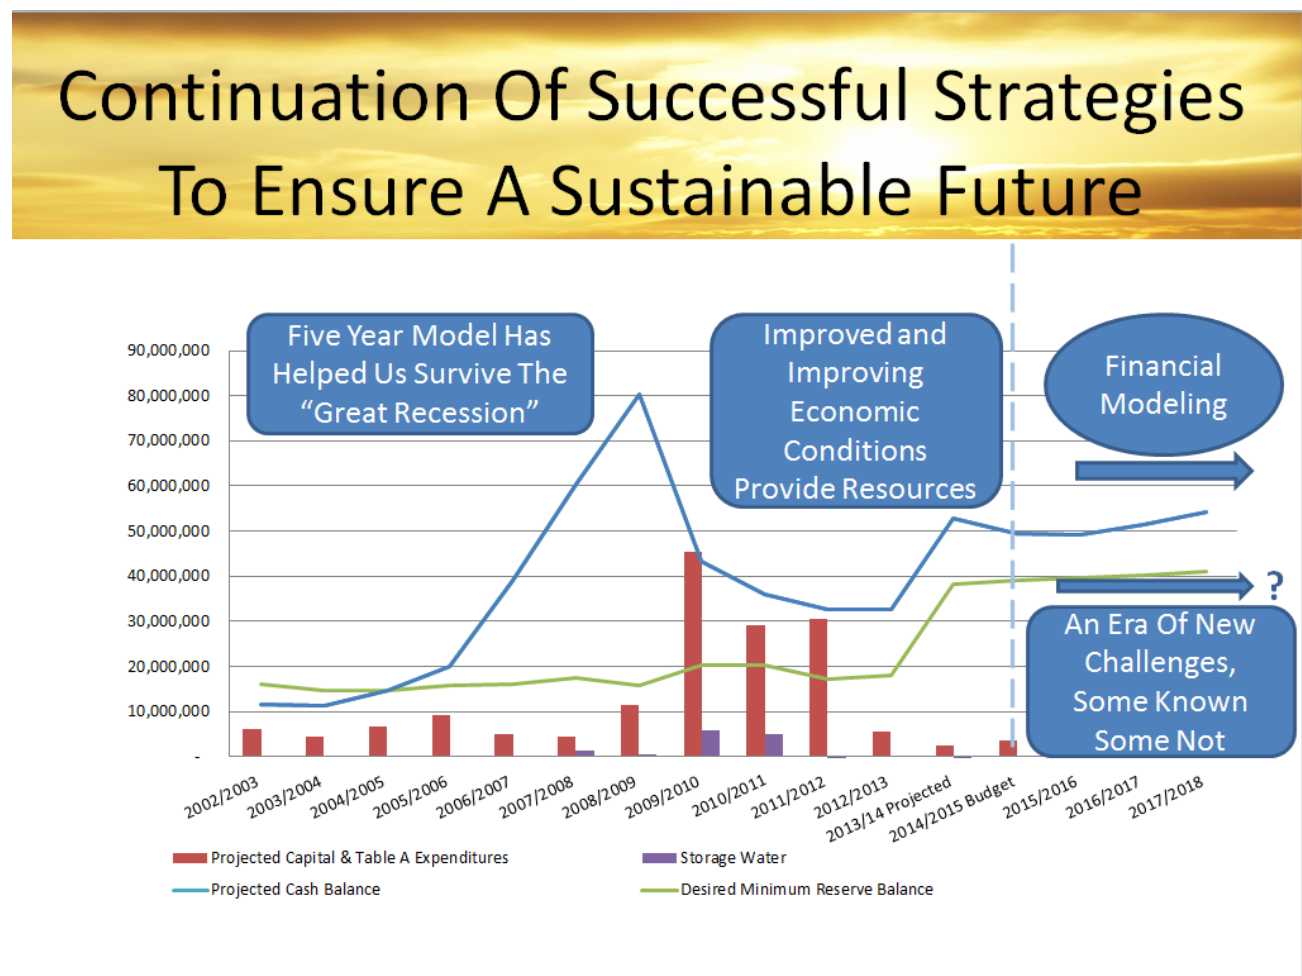 Continuation Of Successful Strategies
To Ensure A Sustainable Future
Five Year Model Has
Helped Us Survive The
“Great Recession”
Improved and
Improving
Economic
Conditions
Provide Resources
Financial
Modeling
?
An Era Of New
Challenges,
Some Known
Some Not
90,000,000
80,000,000
70,000,000
60,000,000
50,000,000
40,000,000
30,000,000
20,000,000
10,000,000
-
2002/2003
2003/2004
2004/2005
2005/2006
2006/2007
2007/2008
2008/2009
2009/2010
2010/2011
2011/2012
2012/2013
2013/14 Projected
2014/2015 Budget
2015/2016
2016/2017
2017/2018
Projected Capital & Table A Expenditures
Storage Water
Projected Cash Balance
Desired Minimum Reserve Balance